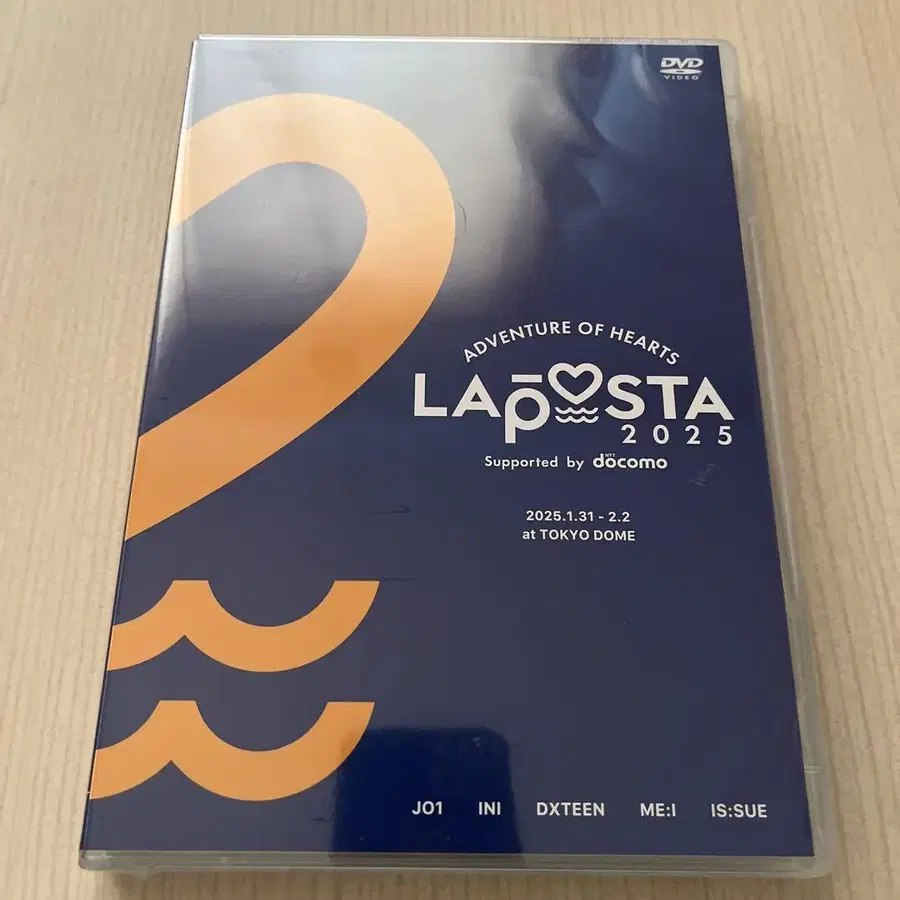 DVD
VIDEO
ADVENTURE OF HEARTS
LAPOSTA
2025
Supported by NTT docomo
2025.1.31 - 2.2
at TOKYO DOME
JO1 INI DXTEEN ME:I IS:SUE